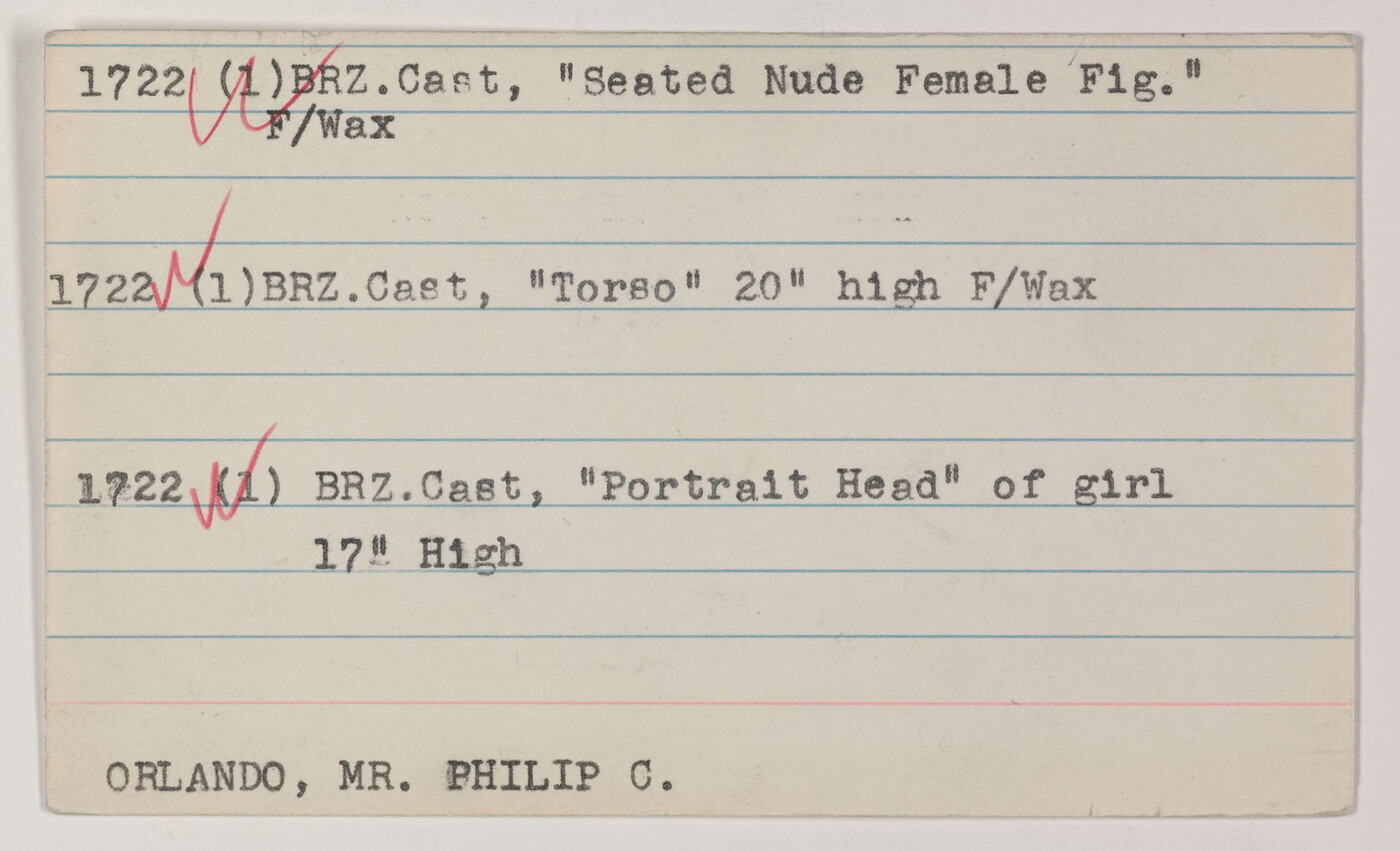 1722 (1)BRZ.Cast, "Seated Nude Female Fig."
F/Wax
1722 (1)BRZ.Cast, "Torso" 20" high F/Wax
1722 (1) BRZ.Cast, "Portrait Head" of girl
17" High
ORLANDO, MR. PHILIP C.